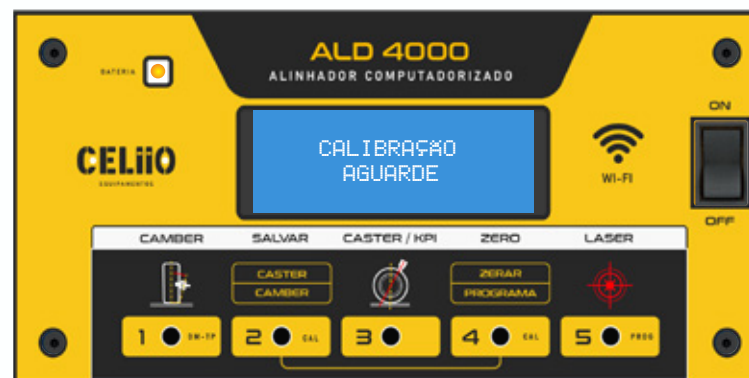 ALD 4000
ALINHADOR COMPUTADORIZADO
BATERIA
ON
CALIBRAÇÃO
AGUARDE
CELiiO
EQUIPAMENTOS
WI-FI
OFF
CAMBER SALVAR CASTER / KPI ZERO LASER
CASTER
CAMBER
ZERAR
PROGRAMA
1 DW-TP 2 CAL 3 4 CAL 5 PROG